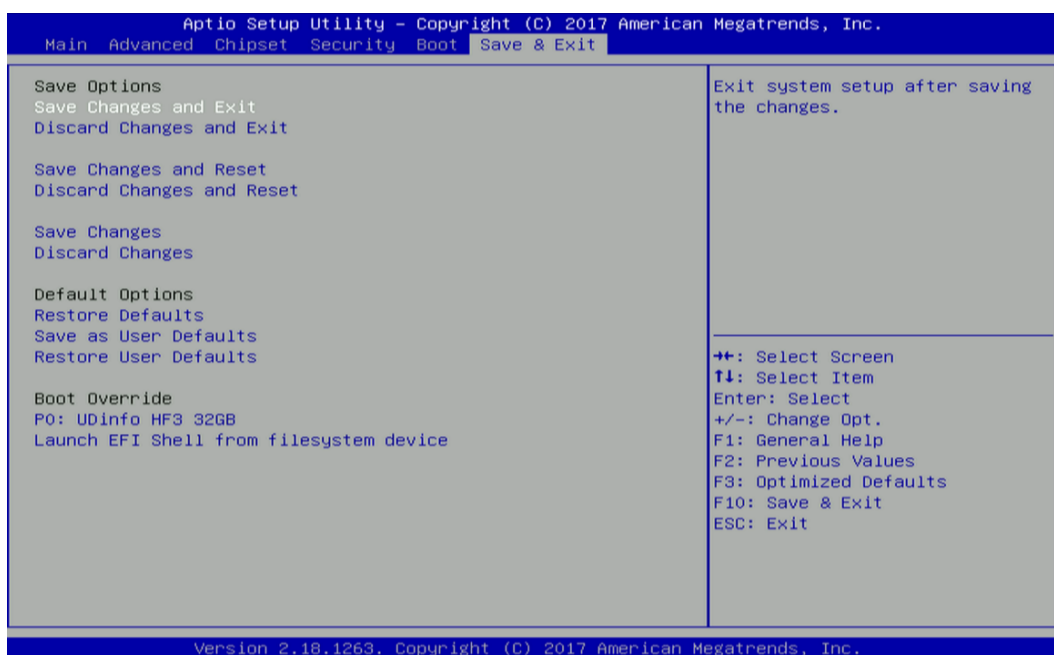 Aptio Setup Utility – Copyright (C) 2017 American Megatrends, Inc.
Main Advanced Chipset Security Boot Save & Exit
Save Options
Save Changes and Exit
Discard Changes and Exit
Save Changes and Reset
Discard Changes and Reset
Save Changes
Discard Changes
Default Options
Restore Defaults
Save as User Defaults
Restore User Defaults
Boot Override
P0: UDinfo HF3 32GB
Launch EFI Shell from filesystem device
Exit system setup after saving
the changes.
→←: Select Screen
↑↓: Select Item
Enter: Select
+/-: Change Opt.
F1: General Help
F2: Previous Values
F3: Optimized Defaults
F10: Save & Exit
ESC: Exit
Version 2.18.1263. Copyright (C) 2017 American Megatrends, Inc.